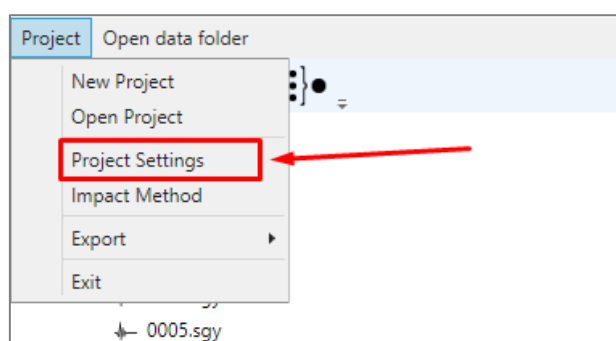 Project Open data folder
New Project
Open Project
Project Settings
Impact Method
Export
Exit
0005.sgy